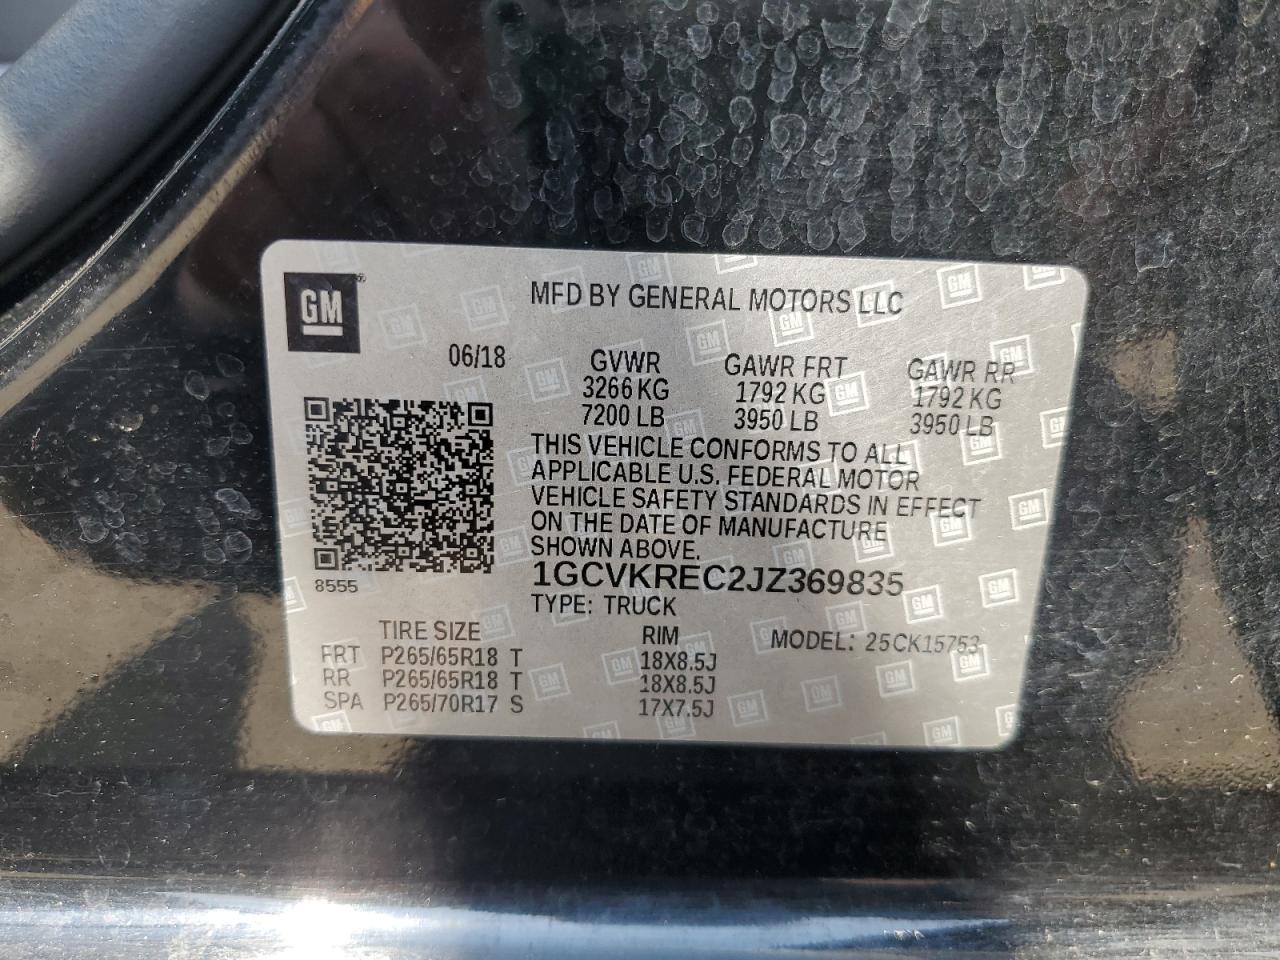 GM
MFD BY GENERAL MOTORS LLC
06/18 GVWR GAWR FRT GAWR RR
3266 KG 1792 KG 1792 KG
7200 LB 3950 LB 3950 LB
THIS VEHICLE CONFORMS TO ALL
APPLICABLE U.S. FEDERAL MOTOR
VEHICLE SAFETY STANDARDS IN EFFECT
ON THE DATE OF MANUFACTURE
SHOWN ABOVE.
8555
1GCVKREC2JZ369835
TYPE: TRUCK
TIRE SIZE RIM MODEL: 25CK15753
FRT P265/65R18 T 18X8.5J
RR P265/65R18 T 18X8.5J
SPA P265/70R17 S 17X7.5J